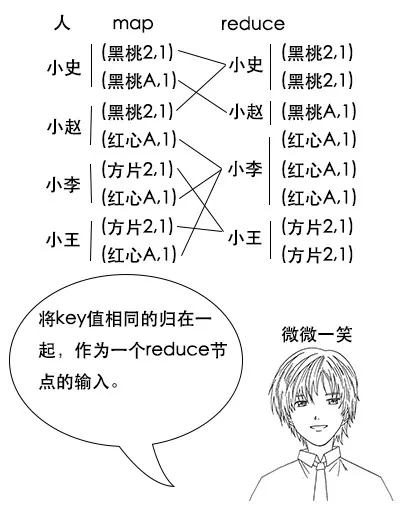 人 map reduce
小史 (黑桃2,1) 小史 (黑桃2,1)
(黑桃A,1) (黑桃2,1)
小赵 (黑桃2,1) 小赵 (黑桃A,1)
(红心A,1) (红心A,1)
小李 (方片2,1) 小李 (红心A,1)
(红心A,1) (红心A,1)
小王 (方片2,1) 小王 (方片2,1)
(红心A,1) (方片2,1)
将key值相同的归在一
起，作为一个reduce节
点的输入。
微微一笑